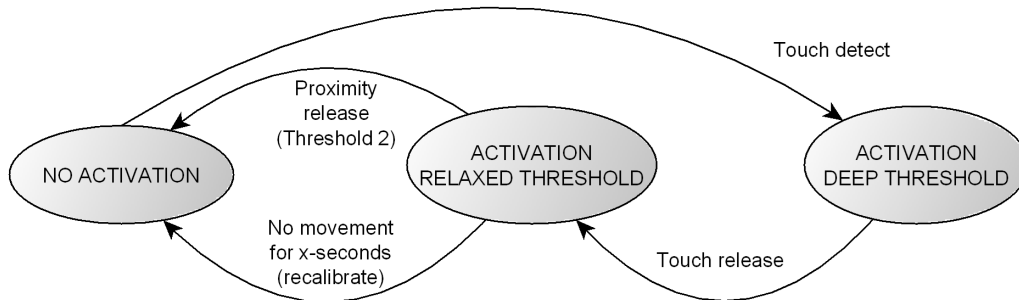 Touch detect
Proximity
release
(Threshold 2)
NO ACTIVATION
ACTIVATION
RELAXED THRESHOLD
ACTIVATION
DEEP THRESHOLD
No movement
for x-seconds
(recalibrate)
Touch release